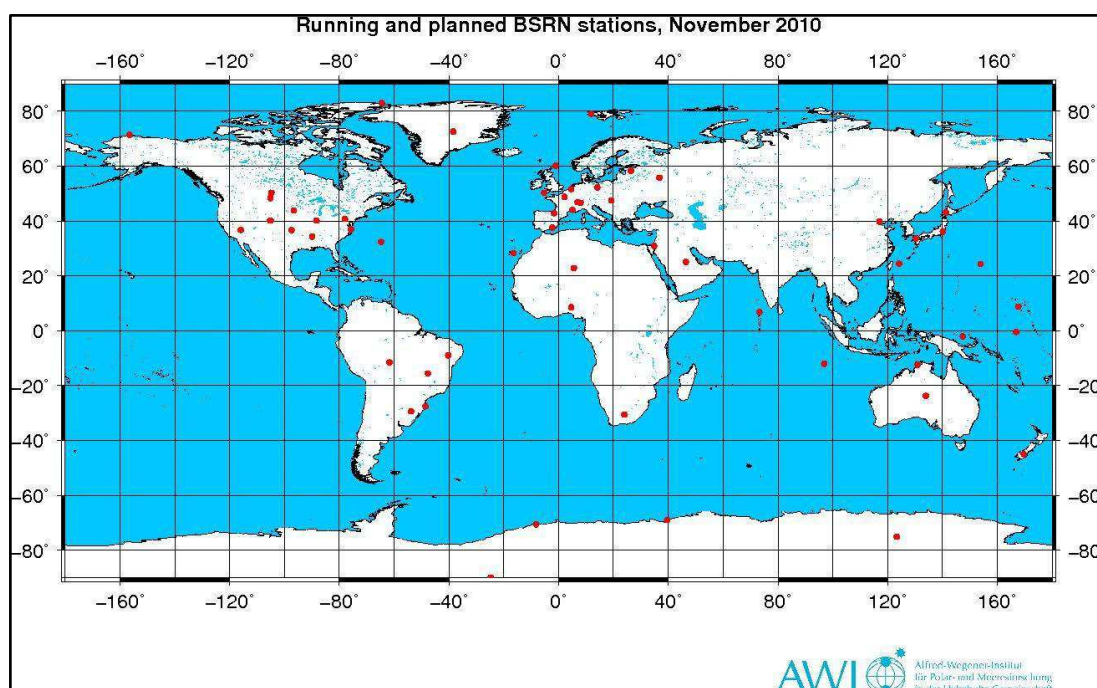 Running and planned BSRN stations, November 2010
−160˚ −120˚ −80˚ −40˚ 0˚ 40˚ 80˚ 120˚ 160˚
80˚ 80˚
60˚ 60˚
40˚ 40˚
20˚ 20˚
0˚ 0˚
−20˚ −20˚
−40˚ −40˚
−60˚ −60˚
−80˚ −80˚
−160˚ −120˚ −80˚ −40˚ 0˚ 40˚ 80˚ 120˚ 160˚
AWI
Alfred-Wegener-Institut
für Polar- und Meeresforschung